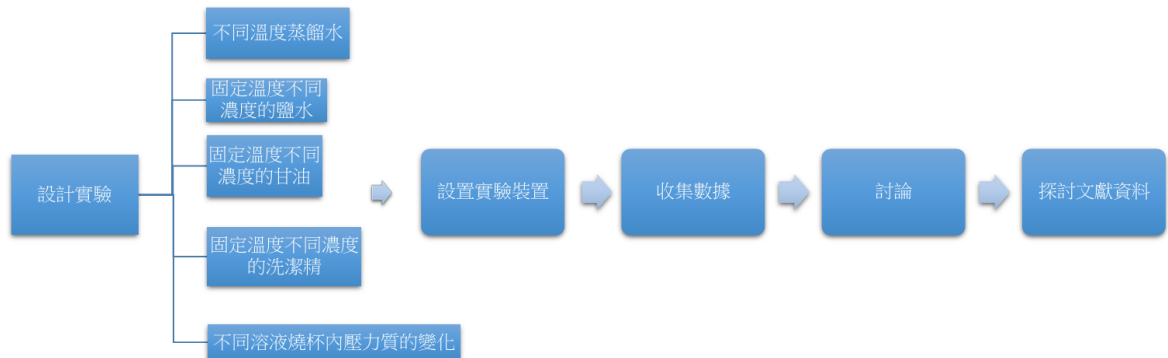 設計實驗
不同溫度蒸餾水
固定溫度不同
濃度的鹽水
固定溫度不同
濃度的甘油
固定溫度不同濃度
的洗潔精
不同溶液燒杯內壓力質的變化
設置實驗裝置
收集數據
討論
探討文獻資料